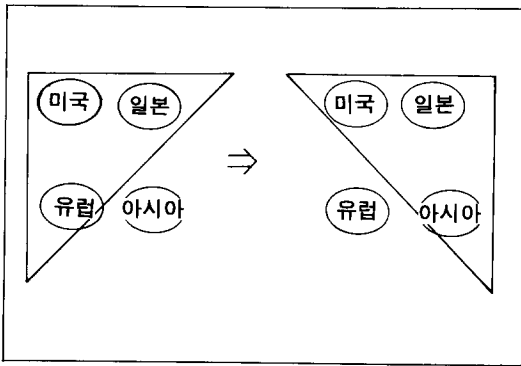 미국 일본 미국 일본
⇒
유럽 아시아 유럽 아시아